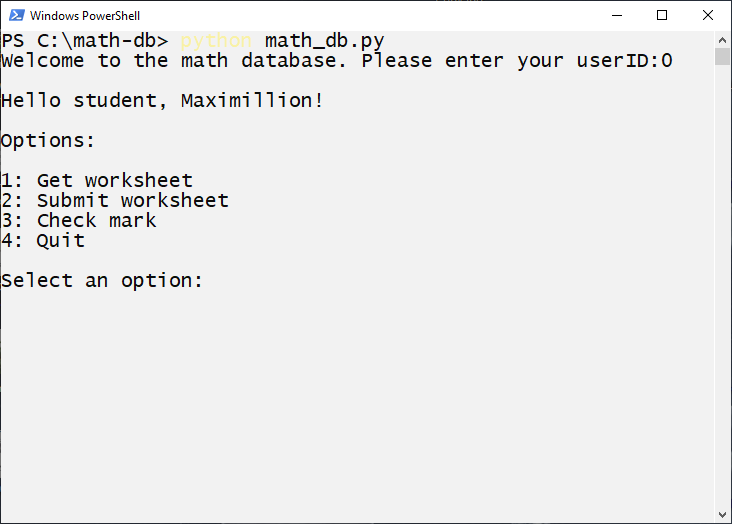 Windows PowerShell
PS C:\math-db> python math_db.py
Welcome to the math database. Please enter your userID:0
Hello student, Maximillion!
Options:
1: Get worksheet
2: Submit worksheet
3: Check mark
4: Quit
Select an option: